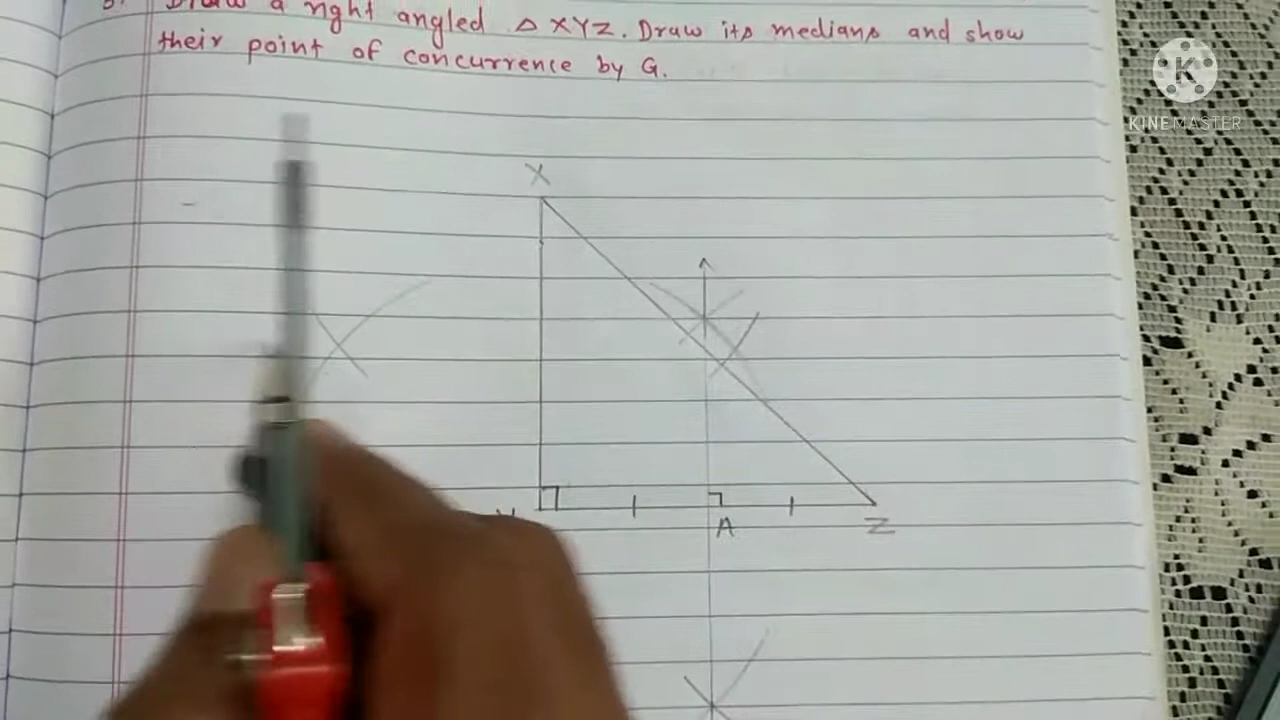 Draw a right angled △ XYZ. Draw its medians and show
their point of concurrence by G.
K
KINEMASTER
X
A
Z